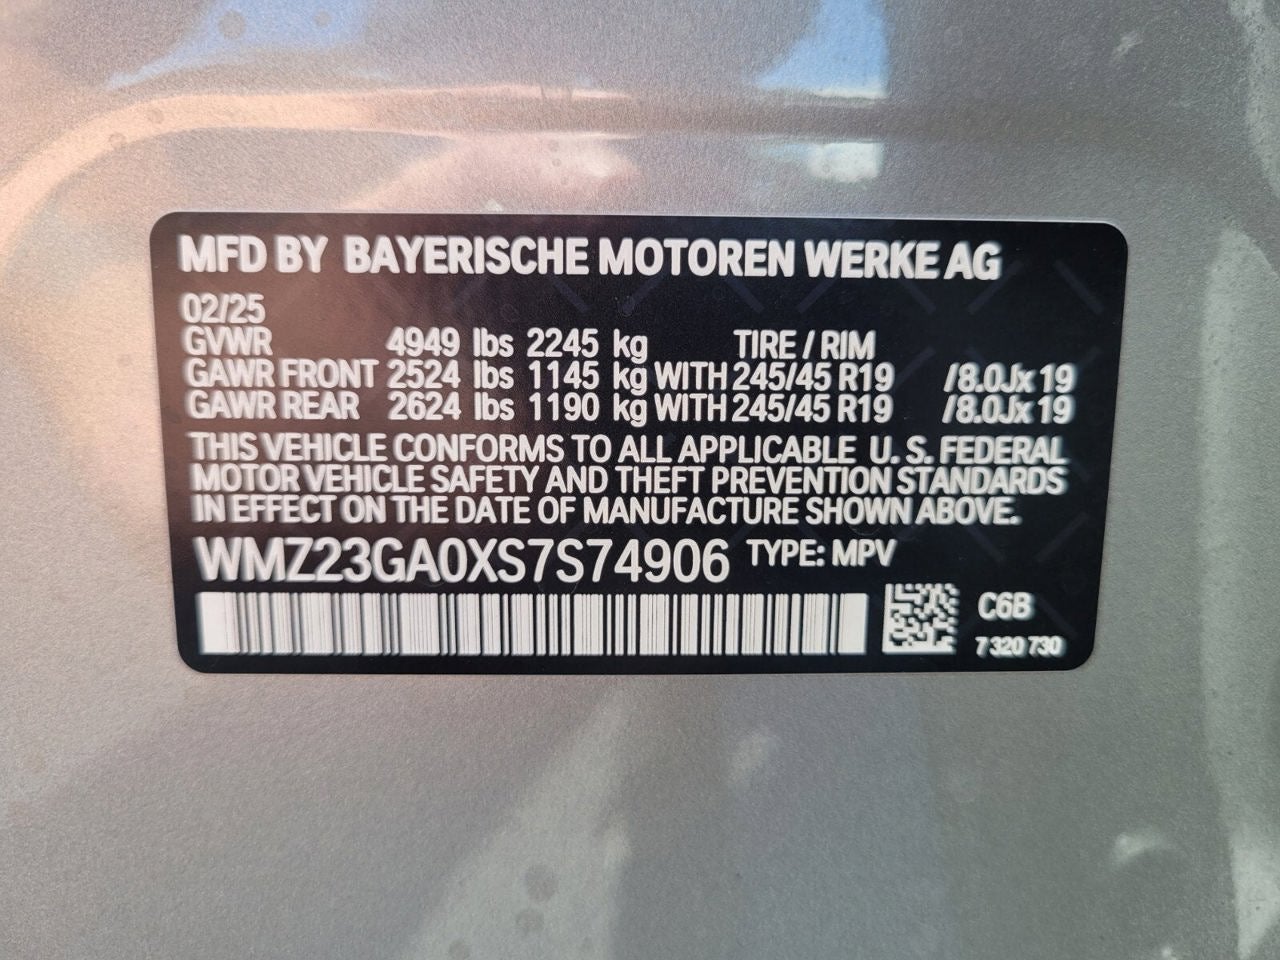 MFD BY BAYERISCHE MOTOREN WERKE AG
02/25
GVWR 4949 lbs 2245 kg TIRE / RIM
GAWR FRONT 2524 lbs 1145 kg WITH 245/45 R19 /8.0Jx19
GAWR REAR 2624 lbs 1190 kg WITH 245/45 R19 /8.0Jx19
THIS VEHICLE CONFORMS TO ALL APPLICABLE U. S. FEDERAL
MOTOR VEHICLE SAFETY AND THEFT PREVENTION STANDARDS
IN EFFECT ON THE DATE OF MANUFACTURE SHOWN ABOVE.
WMZ23GA0XS7S74906 TYPE: MPV
C6B
7 320 730